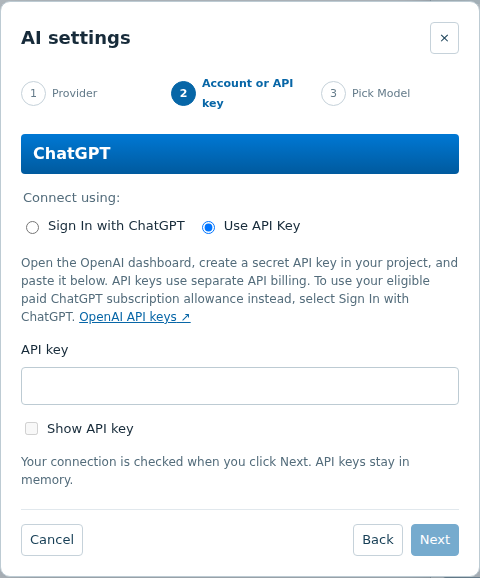 AI settings
×
1 Provider
2 Account or API
key
3 Pick Model
ChatGPT
Connect using:
Sign In with ChatGPT
Use API Key
Open the OpenAI dashboard, create a secret API key in your project, and
paste it below. API keys use separate API billing. To use your eligible
paid ChatGPT subscription allowance instead, select Sign In with
ChatGPT. OpenAI API keys ↗
API key
Show API key
Your connection is checked when you click Next. API keys stay in
memory.
Cancel
Back
Next